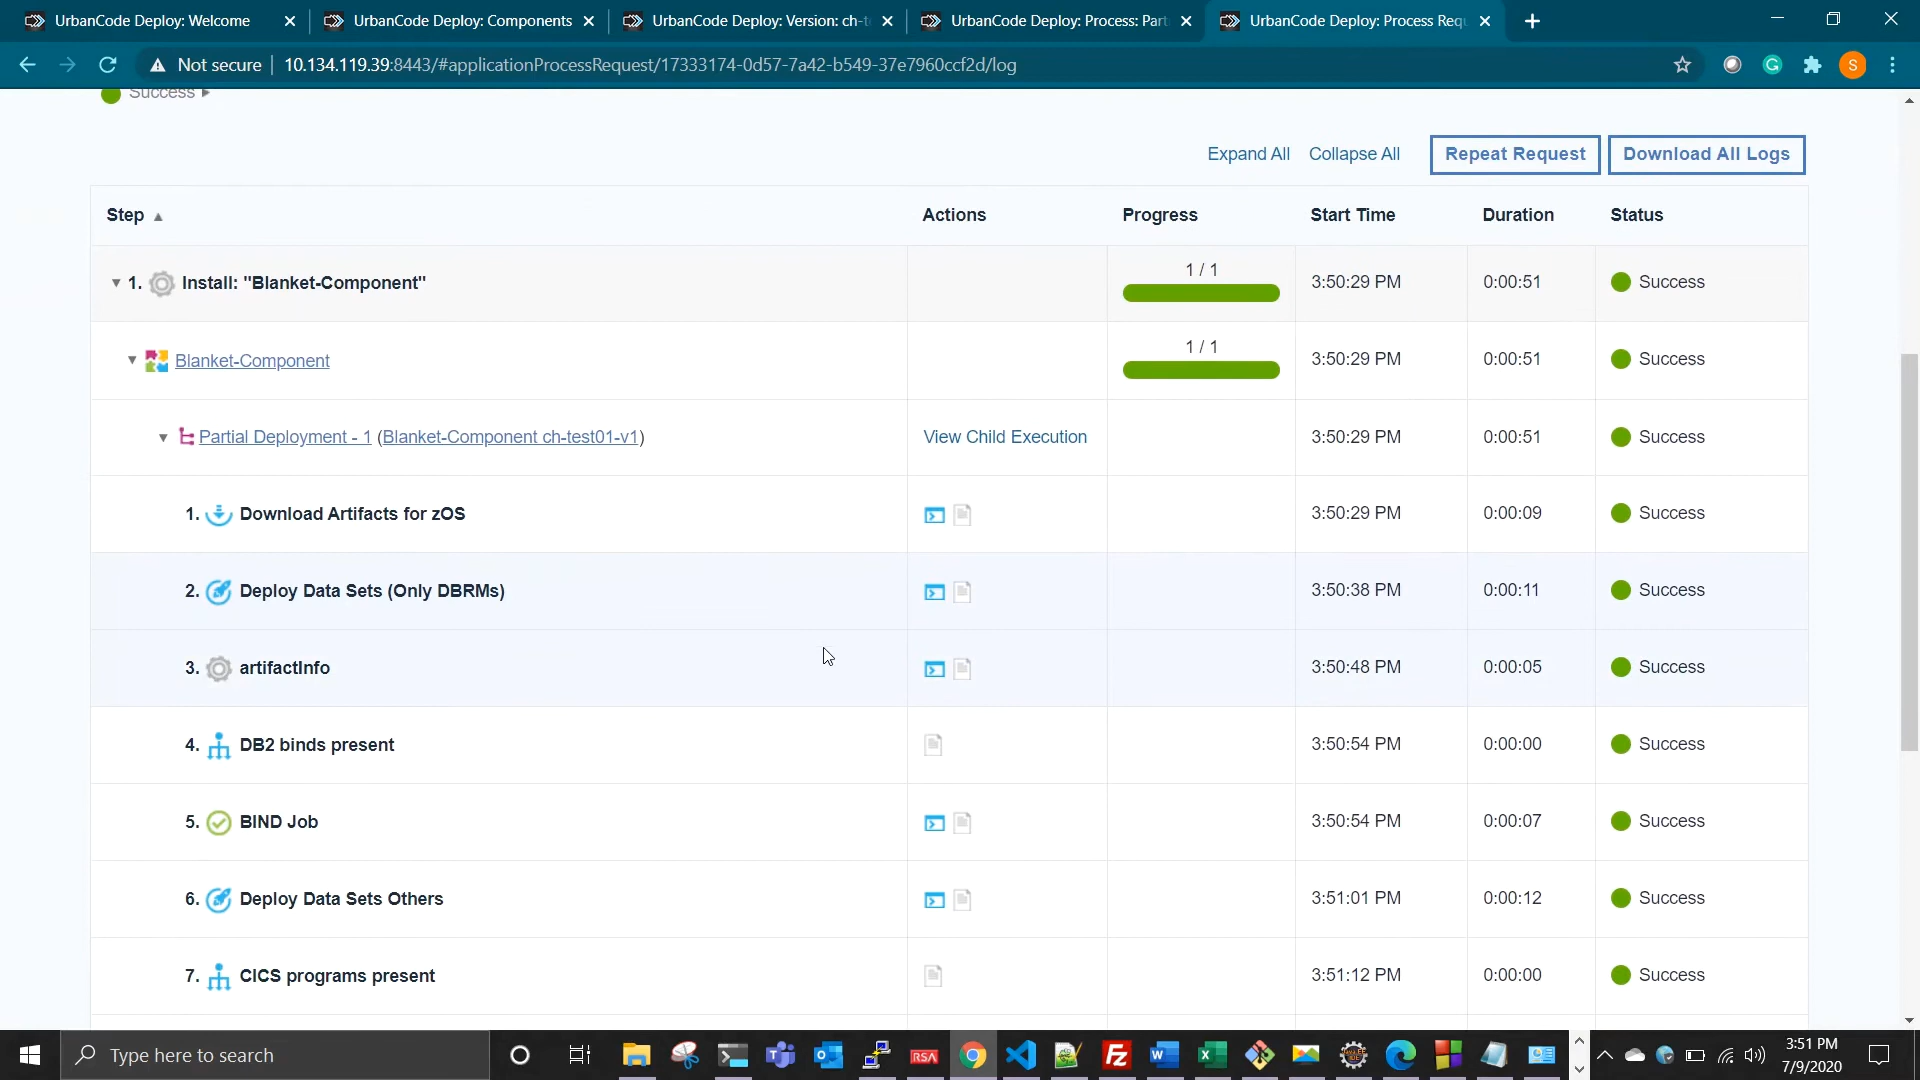 UrbanCode Deploy: Welcome
UrbanCode Deploy: Components
UrbanCode Deploy: Version: ch-t
UrbanCode Deploy: Process: Part
UrbanCode Deploy: Process Requ
Not secure
10.134.119.39:8443/#applicationProcessRequest/17333174-0d57-7a42-b549-37e7960ccf2d/log
S
Success
Expand All
Collapse All
Repeat Request
Download All Logs
Step
Actions
Progress
Start Time
Duration
Status
1. Install: "Blanket-Component"
1 / 1
3:50:29 PM
0:00:51
Success
Blanket-Component
1 / 1
3:50:29 PM
0:00:51
Success
Partial Deployment - 1 (Blanket-Component ch-test01-v1)
View Child Execution
3:50:29 PM
0:00:51
Success
1. Download Artifacts for zOS
3:50:29 PM
0:00:09
Success
2. Deploy Data Sets (Only DBRMs)
3:50:38 PM
0:00:11
Success
3. artifactInfo
3:50:48 PM
0:00:05
Success
4. DB2 binds present
3:50:54 PM
0:00:00
Success
5. BIND Job
3:50:54 PM
0:00:07
Success
6. Deploy Data Sets Others
3:51:01 PM
0:00:12
Success
7. CICS programs present
3:51:12 PM
0:00:00
Success
Type here to search
RSA
3:51 PM
7/9/2020